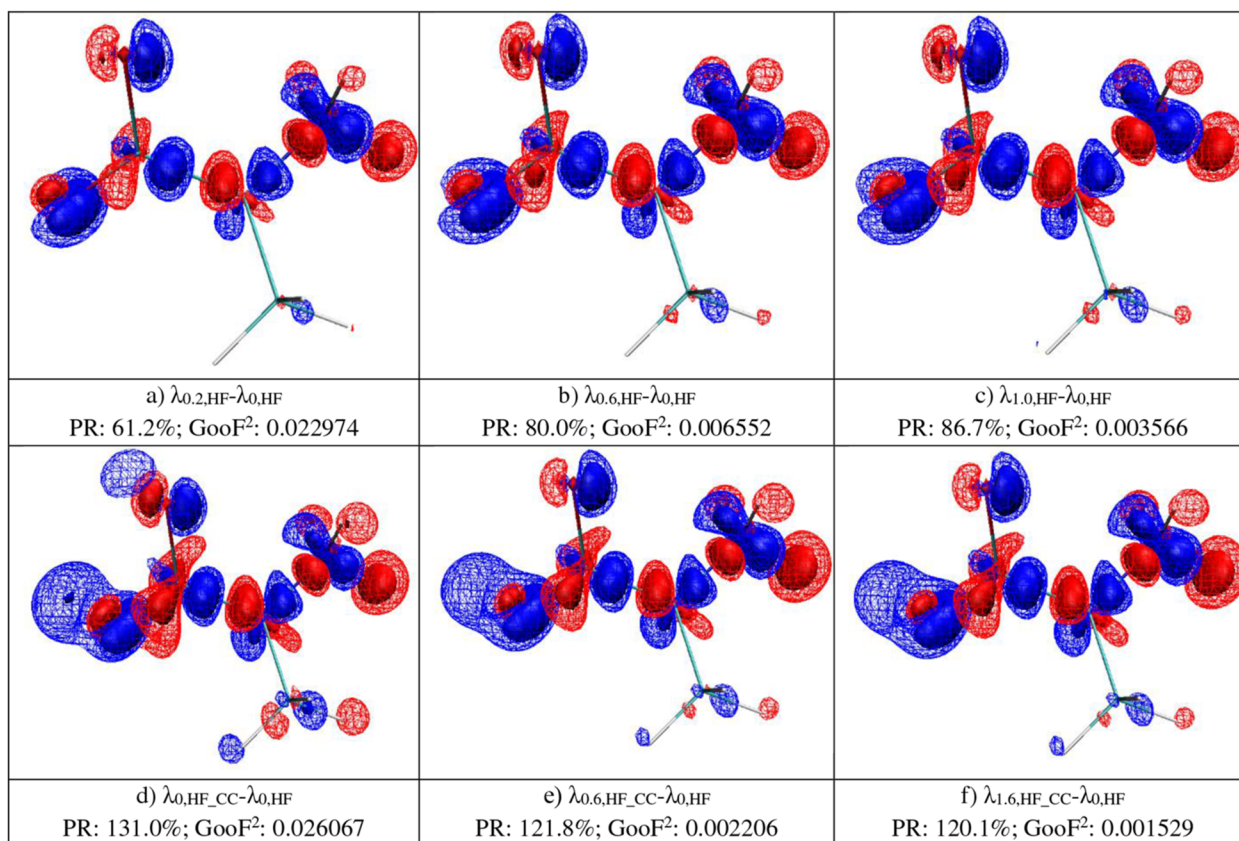 a) λ0.2,HF-λ0,HF
PR: 61.2%; GooF²: 0.022974
b) λ0.6,HF-λ0,HF
PR: 80.0%; GooF²: 0.006552
c) λ1.0,HF-λ0,HF
PR: 86.7%; GooF²: 0.003566
d) λ0,HF_CC-λ0,HF
PR: 131.0%; GooF²: 0.026067
e) λ0.6,HF_CC-λ0,HF
PR: 121.8%; GooF²: 0.002206
f) λ1.6,HF_CC-λ0,HF
PR: 120.1%; GooF²: 0.001529